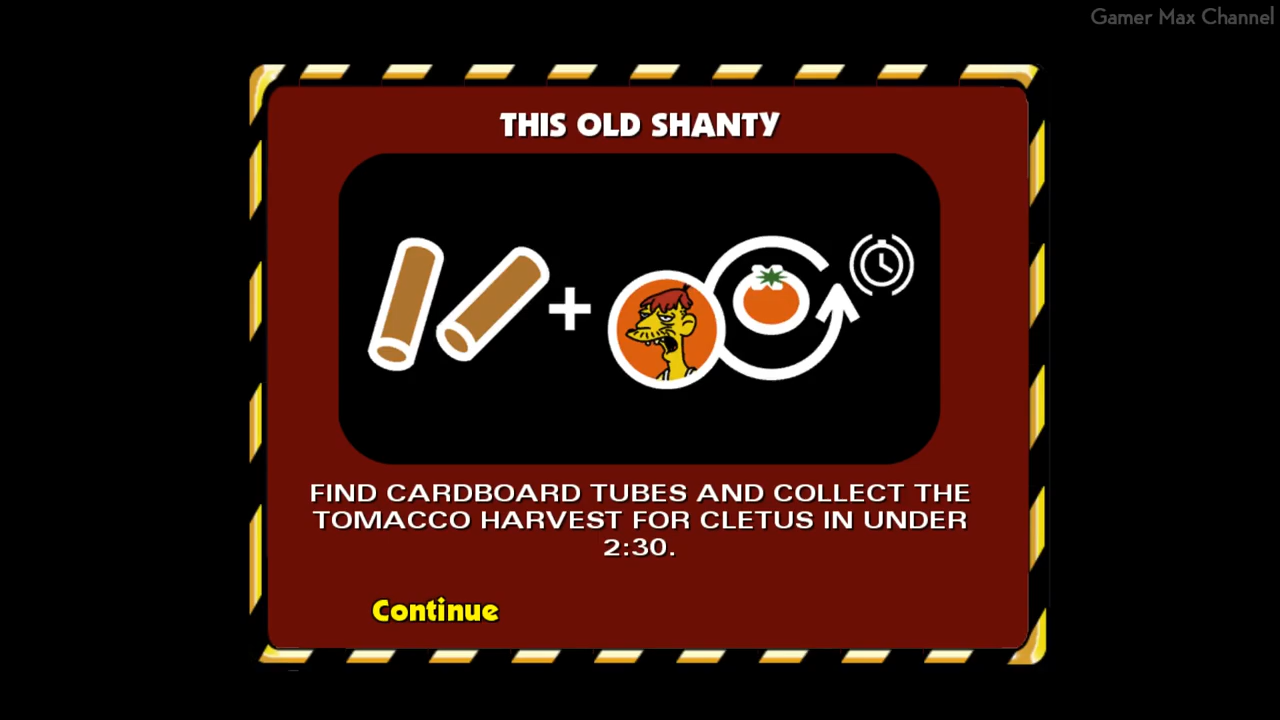 Gamer Max Channel
THIS OLD SHANTY
FIND CARDBOARD TUBES AND COLLECT THE
TOMACCO HARVEST FOR CLETUS IN UNDER
2:30.
Continue